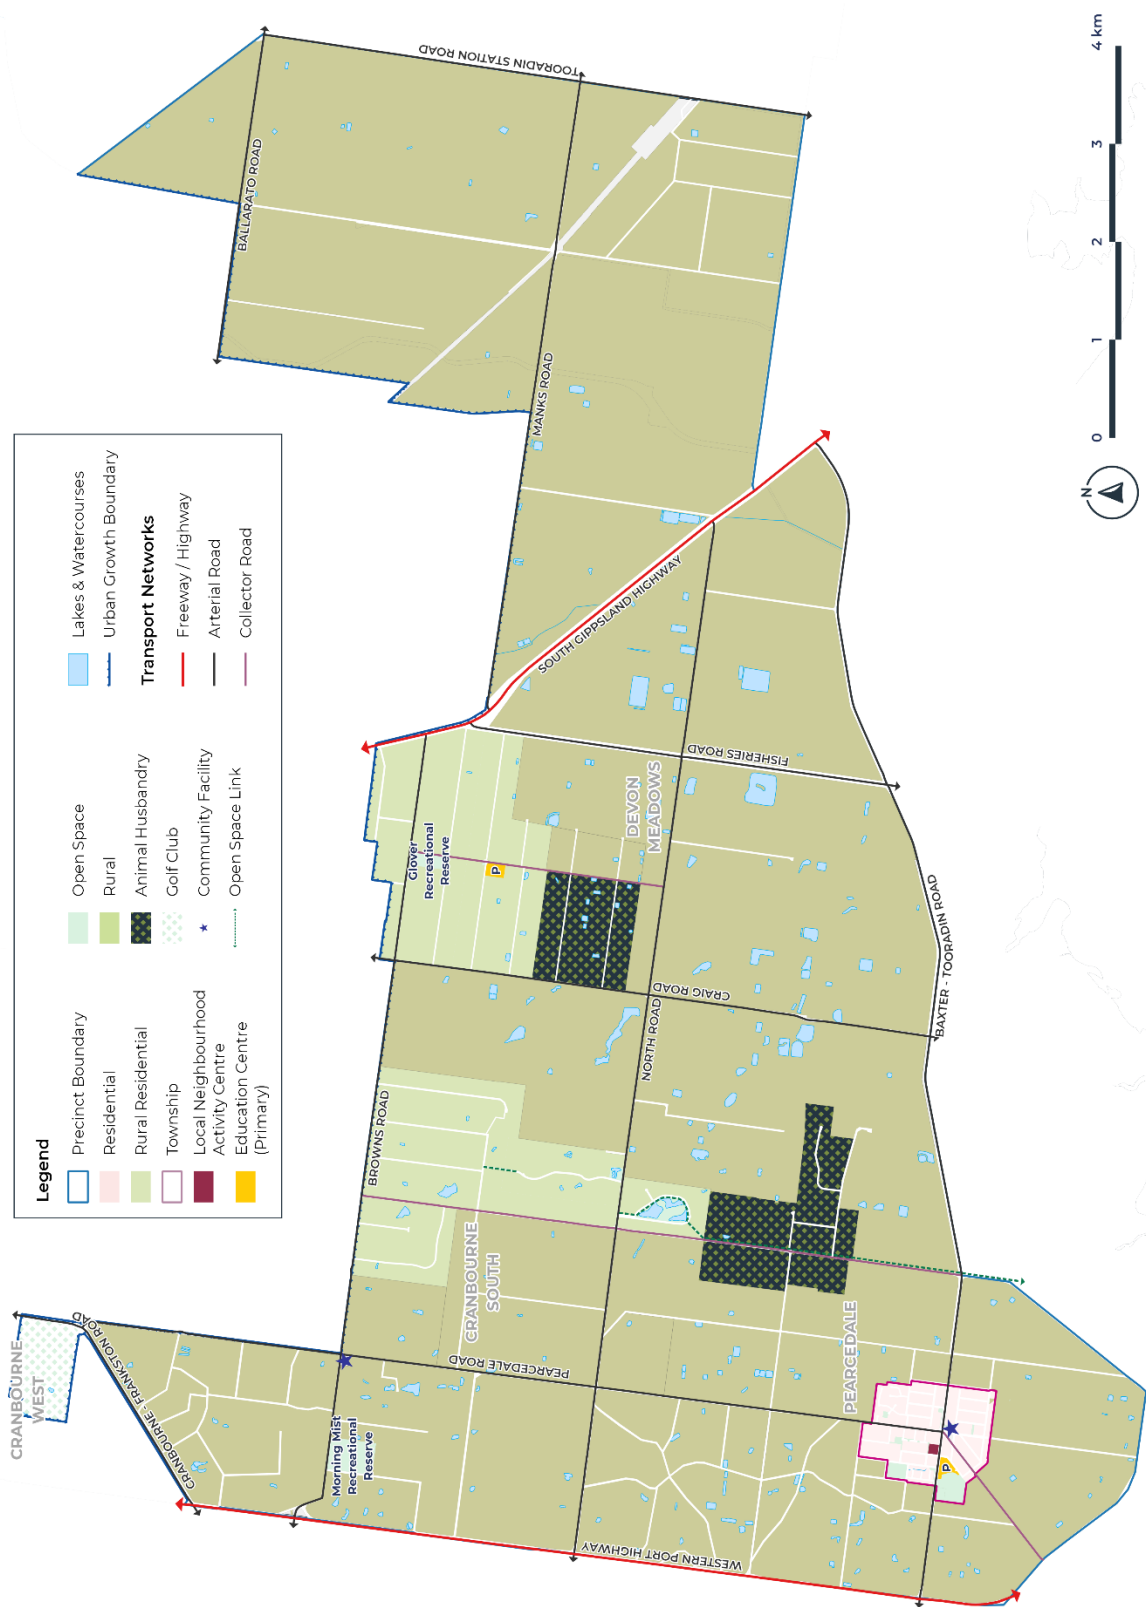 Legend
Precinct Boundary
Residential
Rural Residential
Township
Local Neighbourhood
Activity Centre
Education Centre
(Primary)
Open Space
Rural
Animal Husbandry
Golf Club
Community Facility
Open Space Link
Lakes & Watercourses
Urban Growth Boundary
Transport Networks
Freeway / Highway
Arterial Road
Collector Road
CRANBOURNE
WEST
CRANBOURNE - FRANKSTON ROAD
Morning Mist
Recreational
Reserve
WESTERN PORT HIGHWAY
PEARCEDALE ROAD
CRANBOURNE
SOUTH
BROWNS ROAD
PEARCEDALE
P
NORTH ROAD
CRAIG ROAD
BAXTER - TOORADIN ROAD
Glover
Recreational
Reserve
P
DEVON
MEADOWS
FISHERIES ROAD
SOUTH GIPPSLAND HIGHWAY
MANKS ROAD
BALLARATO ROAD
TOORADIN STATION ROAD
N
0
1
2
3
4 km